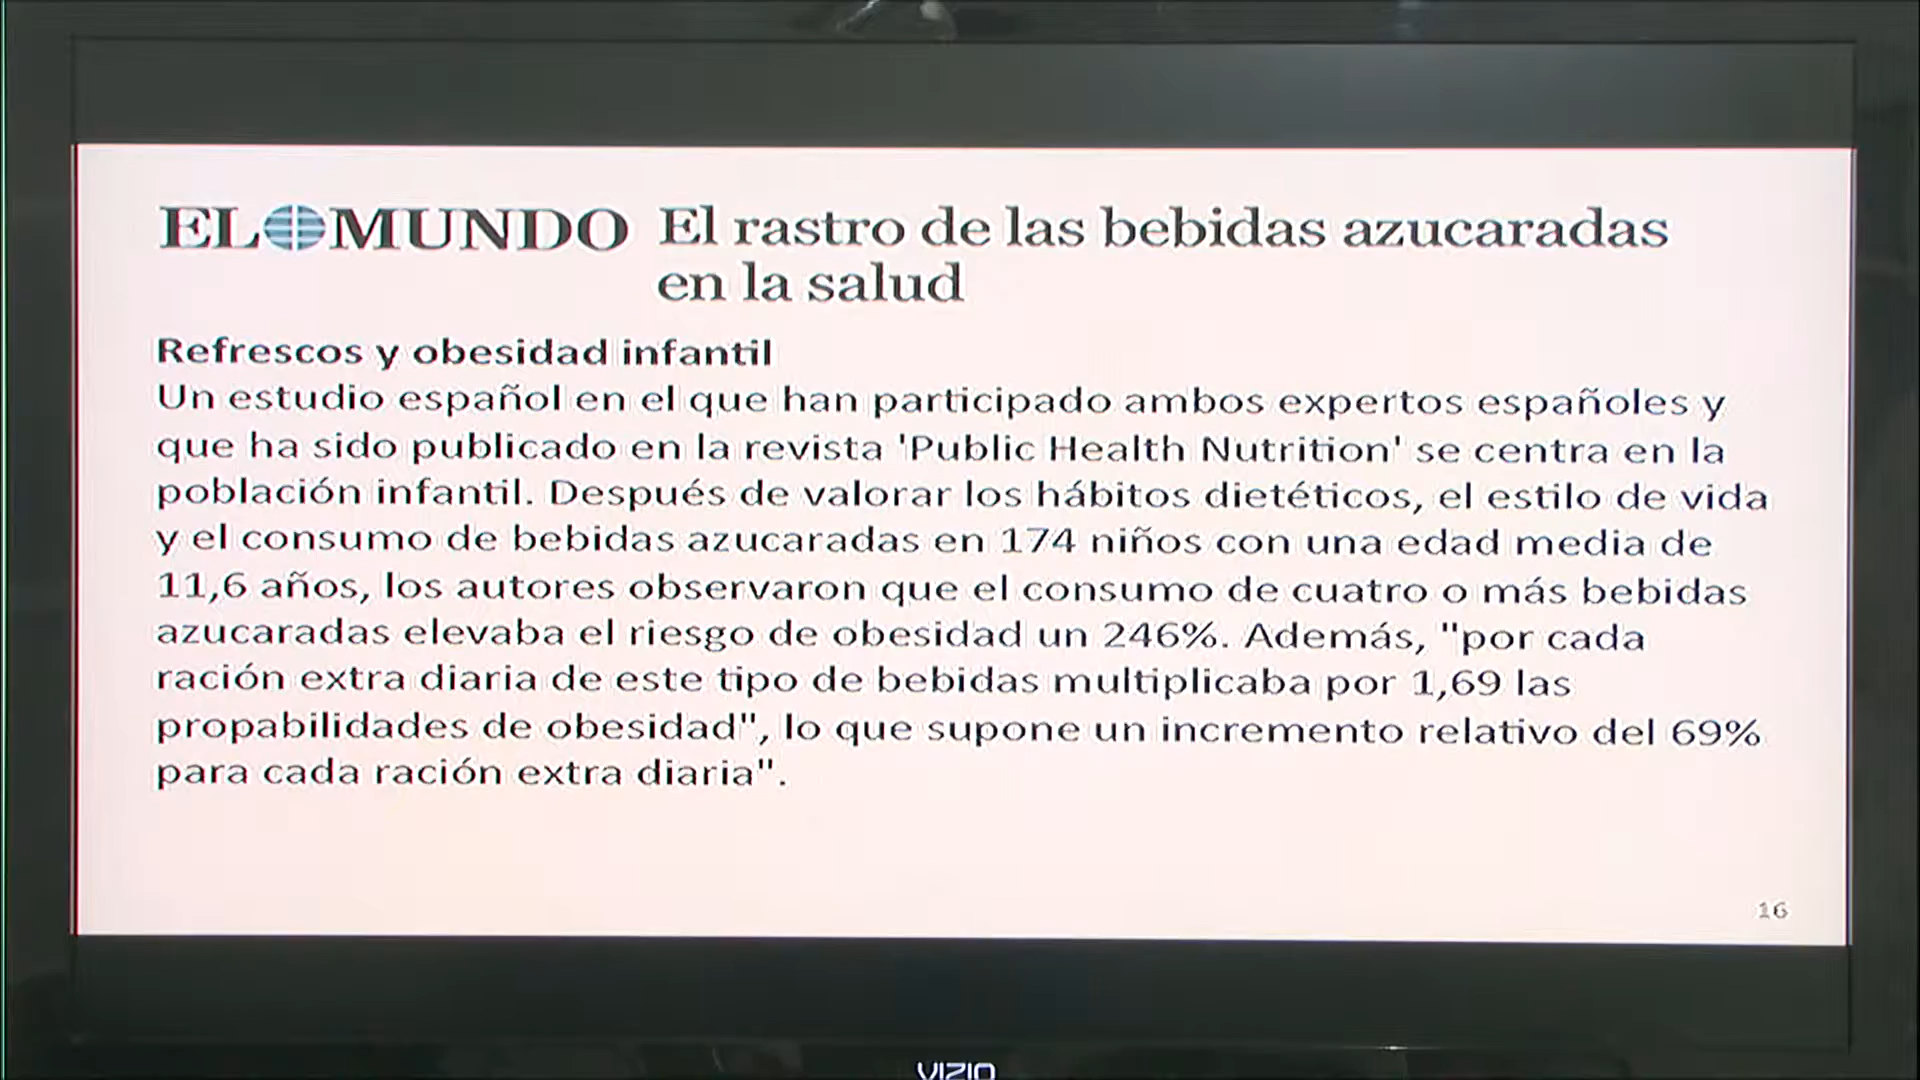 EL MUNDO El rastro de las bebidas azucaradas
en la salud
Refrescos y obesidad infantil
Un estudio español en el que han participado ambos expertos españoles y
que ha sido publicado en la revista 'Public Health Nutrition' se centra en la
población infantil. Después de valorar los hábitos dietéticos, el estilo de vida
y el consumo de bebidas azucaradas en 174 niños con una edad media de
11,6 años, los autores observaron que el consumo de cuatro o más bebidas
azucaradas elevaba el riesgo de obesidad un 246%. Además, "por cada
ración extra diaria de este tipo de bebidas multiplicaba por 1,69 las
propabilidades de obesidad", lo que supone un incremento relativo del 69%
para cada ración extra diaria".
16
VIZIO